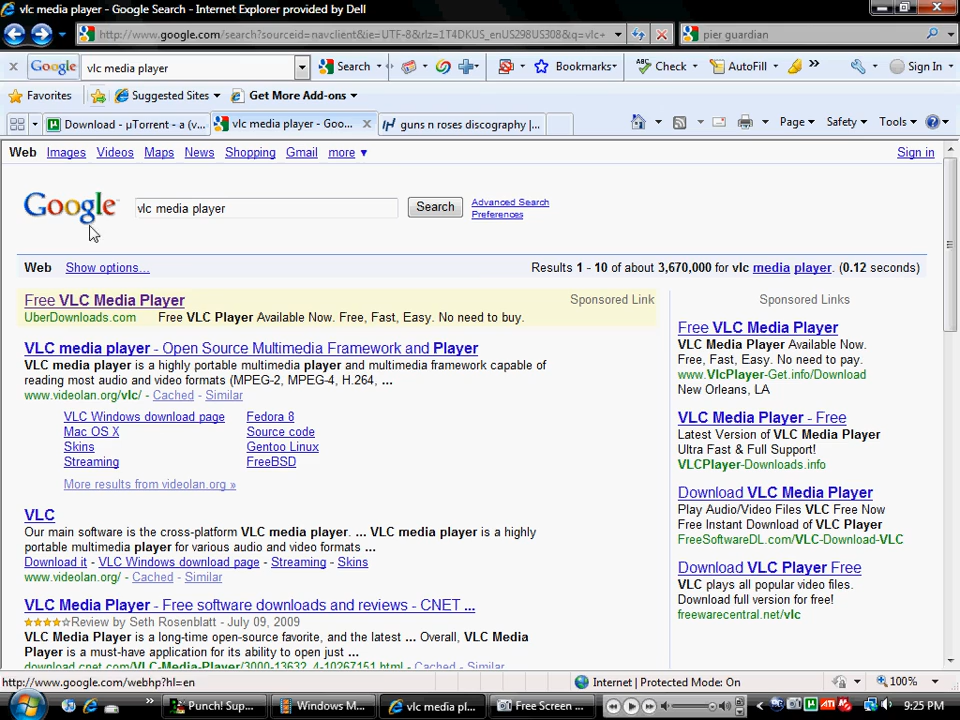 vlc media player - Google Search - Internet Explorer provided by Dell
http://www.google.com/search?sourceid=navclient&ie=UTF-8&rlz=1T4DKUS_enUS298US308&q=vlc+
pier guardian
Google vlc media player Search Bookmarks Check AutoFill Sign In
Favorites Suggested Sites Get More Add-ons
Download - µTorrent - a (v... vlc media player - Goo... guns n roses discography |... Page Safety Tools
Web Images Videos Maps News Shopping Gmail more ▼ Sign in
Google vlc media player Search Advanced Search
Preferences
Web Show options... Results 1 - 10 of about 3,670,000 for vlc media player. (0.12 seconds)
Free VLC Media Player Sponsored Link
UberDownloads.com Free VLC Player Available Now. Free, Fast, Easy. No need to buy.
VLC media player - Open Source Multimedia Framework and Player
VLC media player is a highly portable multimedia player and multimedia framework capable of
reading most audio and video formats (MPEG-2, MPEG-4, H.264, ...
www.videolan.org/vlc/ - Cached - Similar
VLC Windows download page Fedora 8
Mac OS X Source code
Skins Gentoo Linux
Streaming FreeBSD
More results from videolan.org »
VLC
Our main software is the cross-platform VLC media player. ... VLC media player is a highly
portable multimedia player for various audio and video formats ...
Download it - VLC Windows download page - Streaming - Skins
www.videolan.org/ - Cached - Similar
VLC Media Player - Free software downloads and reviews - CNET ...
Review by Seth Rosenblatt - July 09, 2009
VLC Media Player is a long-time open-source favorite, and the latest ... Overall, VLC Media
Player is a must-have application for its ability to open just ...
download.cnet.com/VLC-Media-Player/3000-13632_4-10267151.html - Cached - Similar
Sponsored Links
Free VLC Media Player
VLC Media Player Available Now.
Free, Fast, Easy. No need to pay.
www.VlcPlayer-Get.info/Download
New Orleans, LA
VLC Media Player - Free
Latest Version of VLC Media Player
Ultra Fast & Full Support!
VLCPlayer-Downloads.info
Download VLC Media Player
Play Audio/Video Files VLC Free Now
Free Instant Download of VLC Player
FreeSoftwareDL.com/VLC-Download-VLC
Download VLC Player Free
VLC plays all popular video files.
Download full version for free!
freewarecentral.net/vlc
http://www.google.com/webhp?hl=en Internet | Protected Mode: On 100%
Punch! Sup... Windows M... vlc media pl... Free Screen ... 9:25 PM